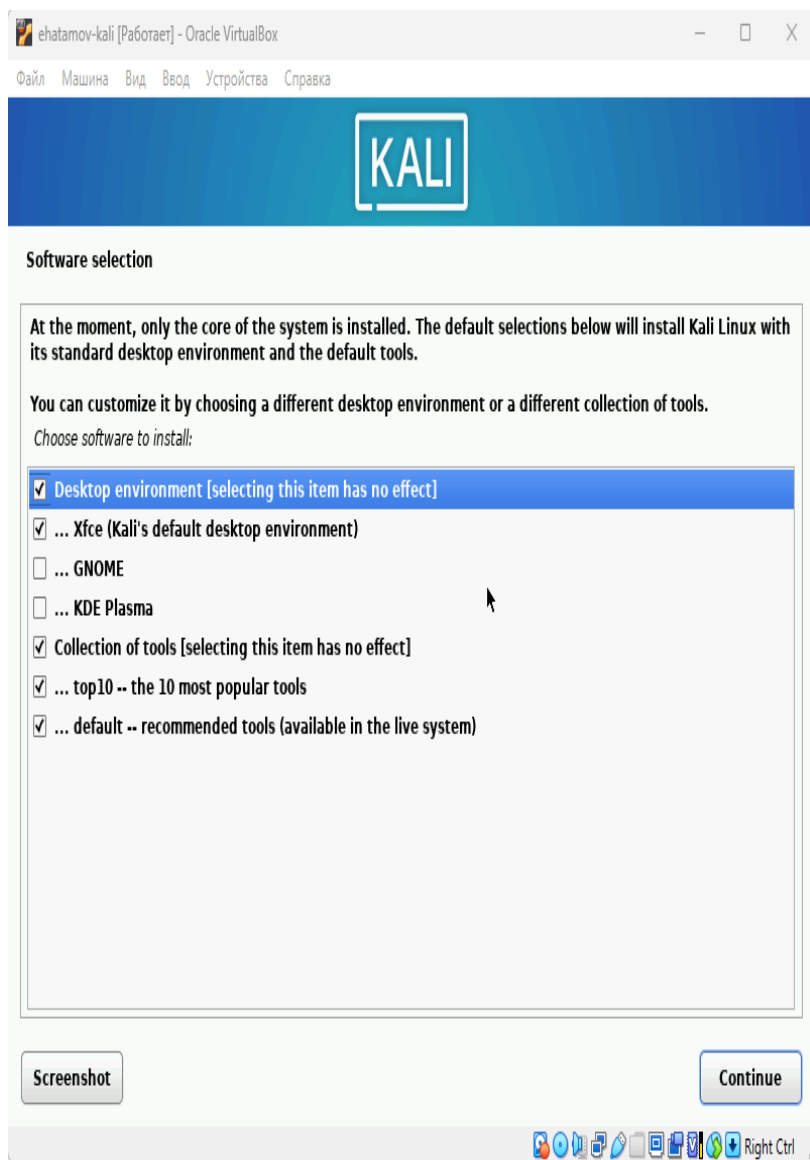 ehatamov-kali [Работает] - Oracle VirtualBox
Файл Машина Вид Ввод Устройства Справка
KALI
Software selection
At the moment, only the core of the system is installed. The default selections below will install Kali Linux with
its standard desktop environment and the default tools.
You can customize it by choosing a different desktop environment or a different collection of tools.
Choose software to install:
Desktop environment [selecting this item has no effect]
... Xfce (Kali's default desktop environment)
... GNOME
... KDE Plasma
Collection of tools [selecting this item has no effect]
... top10 -- the 10 most popular tools
... default -- recommended tools (available in the live system)
Screenshot
Continue
Right Ctrl